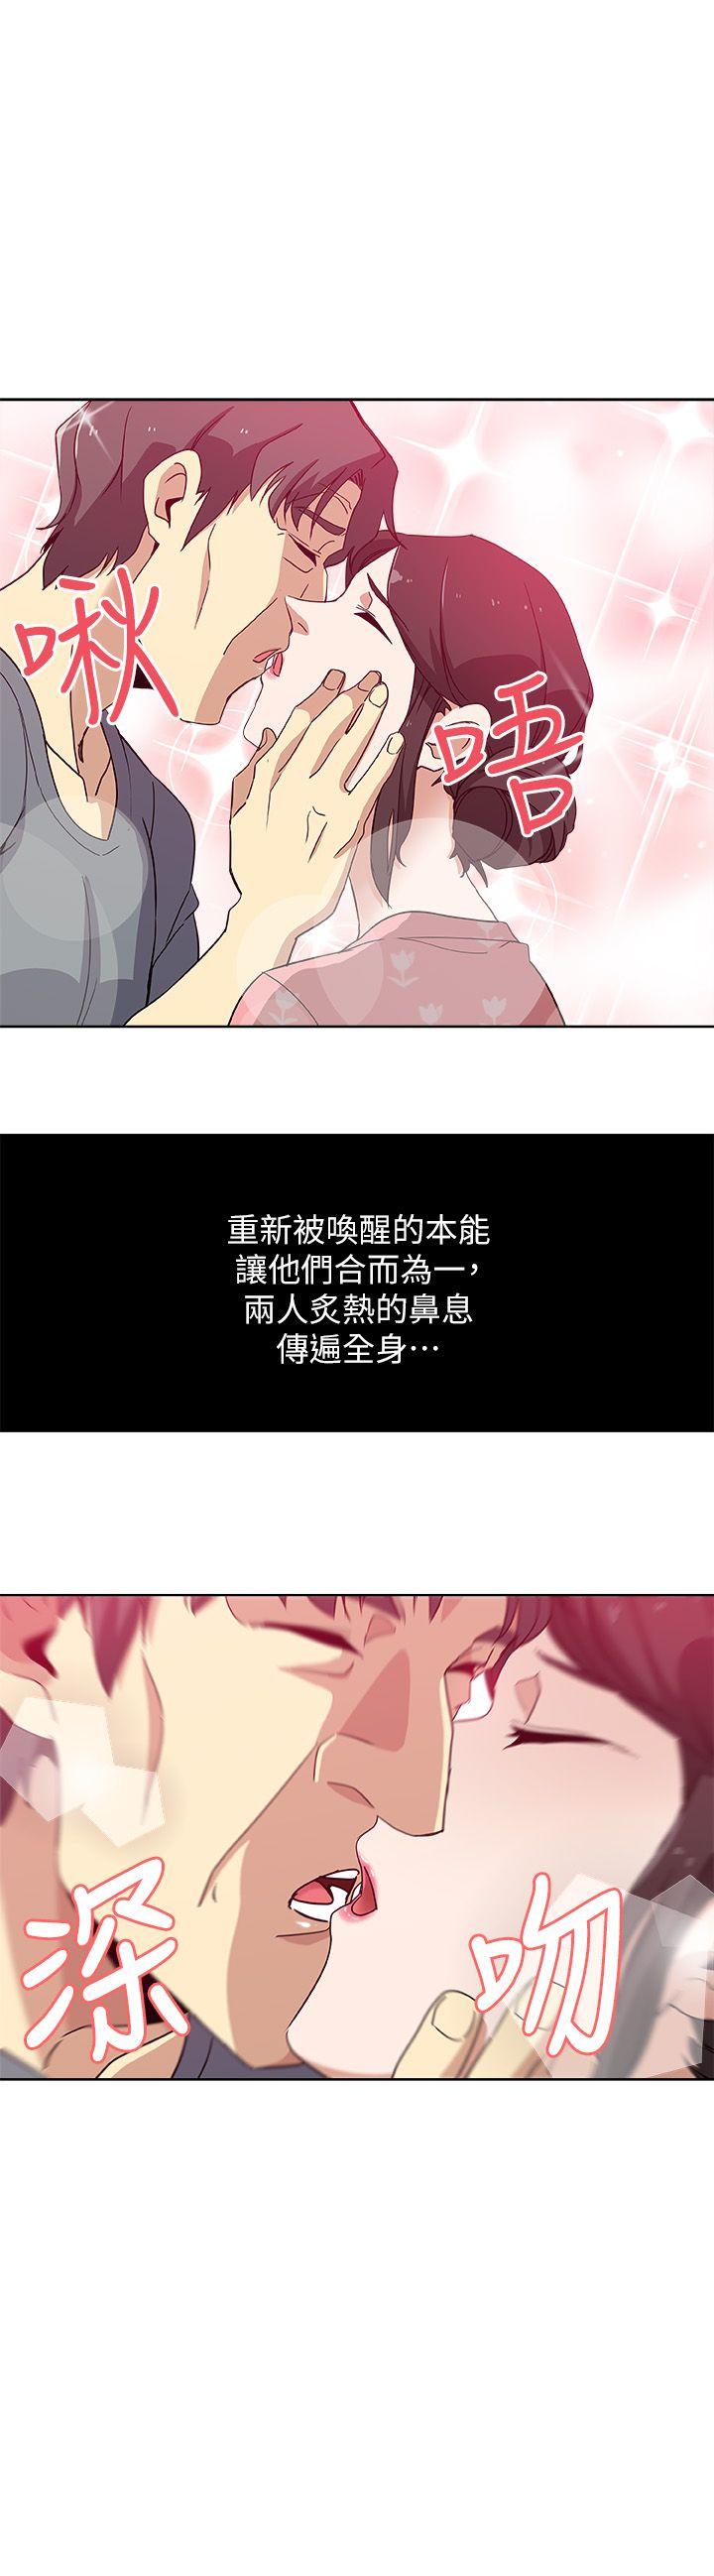 啾
唔
重新被喚醒的本能
讓他們合而為一，
兩人炙熱的鼻息
傳遍全身⋯
深
吻